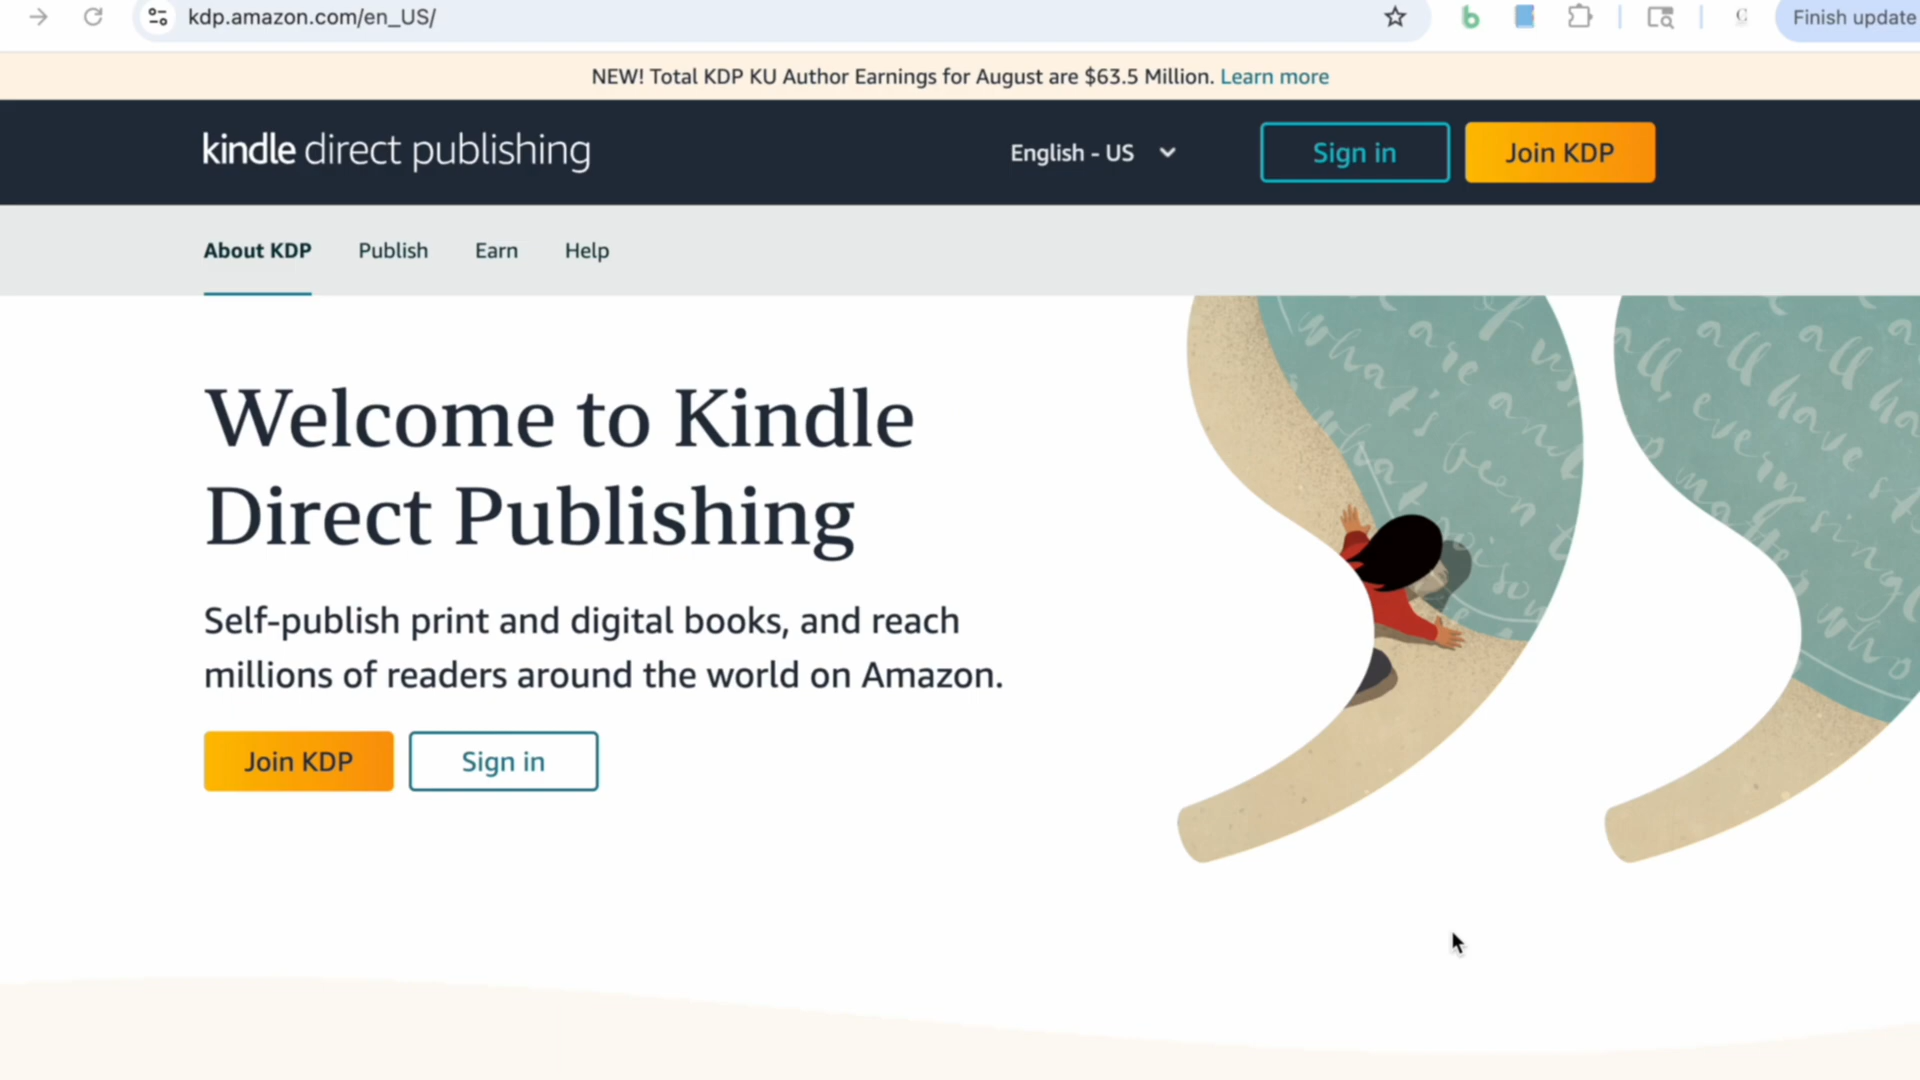 kdp.amazon.com/en_US/
Finish update
NEW! Total KDP KU Author Earnings for August are $63.5 Million. Learn more
kindle direct publishing
English - US
Sign in
Join KDP
About KDP
Publish
Earn
Help
Welcome to Kindle
Direct Publishing
Self-publish print and digital books, and reach
millions of readers around the world on Amazon.
Join KDP
Sign in